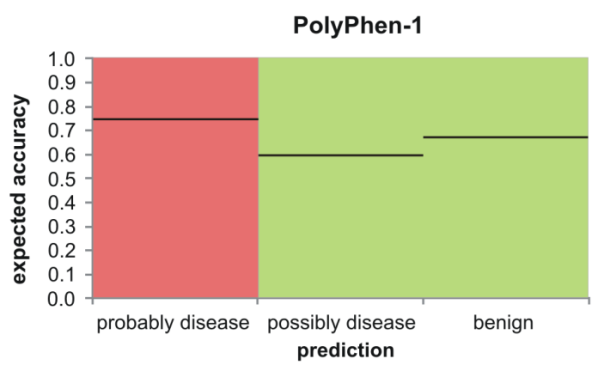 PolyPhen-1
expected accuracy
1.0
0.9
0.8
0.7
0.6
0.5
0.4
0.3
0.2
0.1
0.0
probably disease possibly disease benign
prediction